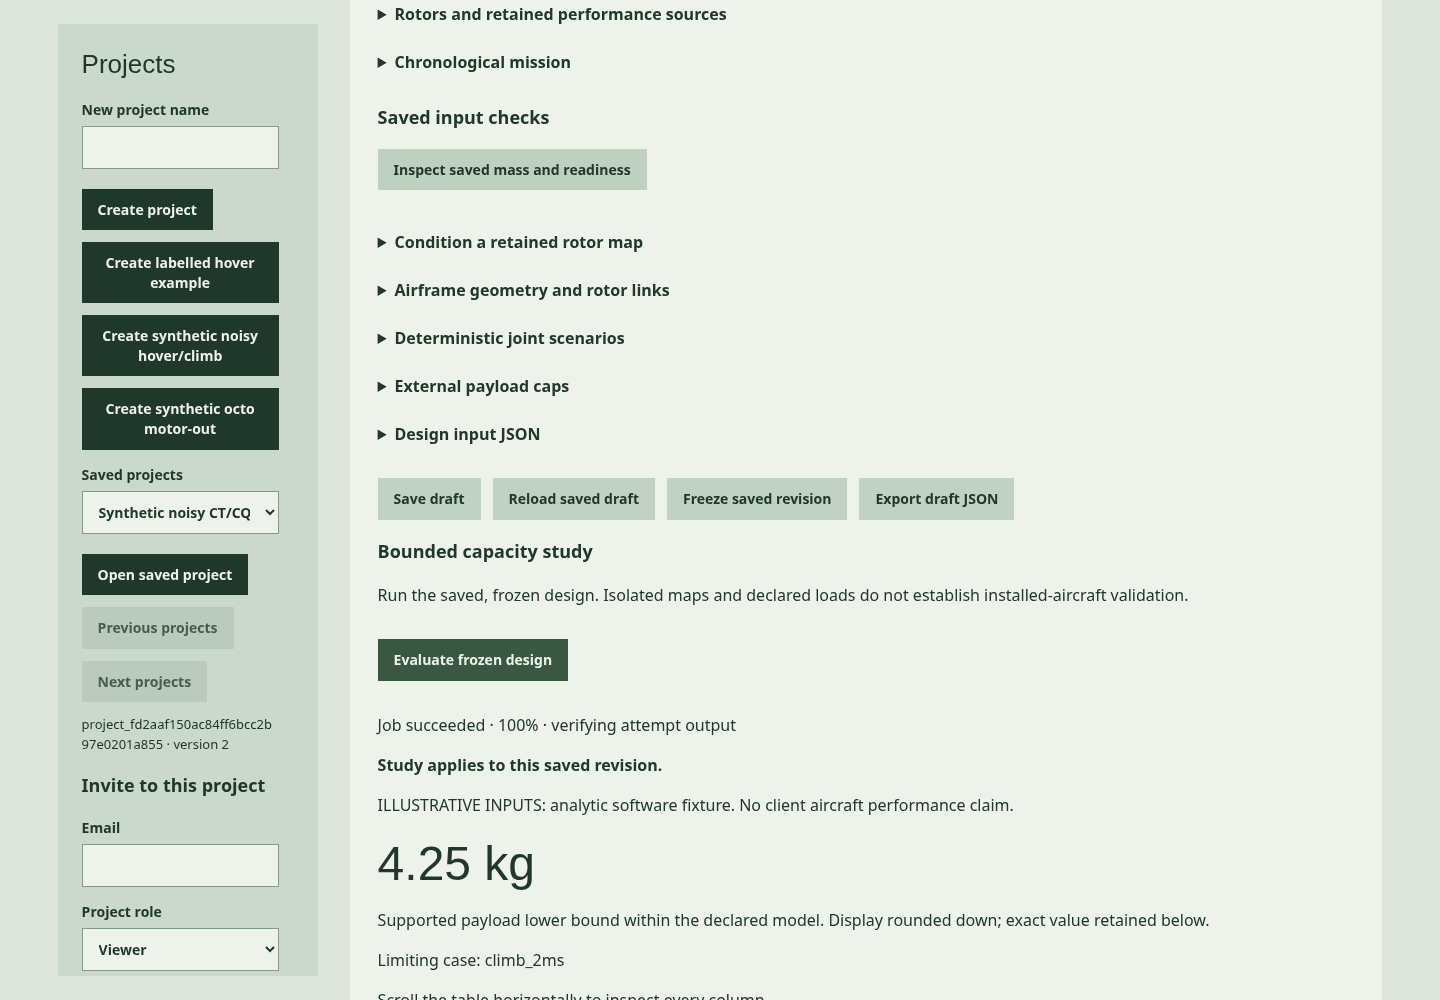 Projects
New project name
Create project
Create labelled hover
example
Create synthetic noisy
hover/climb
Create synthetic octo
motor-out
Saved projects
Synthetic noisy CT/CQ
Open saved project
Previous projects
Next projects
project_fd2aaf150ac84ff6bcc2b
97e0201a855 · version 2
Invite to this project
Email
Project role
Viewer
Rotors and retained performance sources
Chronological mission
Saved input checks
Inspect saved mass and readiness
Condition a retained rotor map
Airframe geometry and rotor links
Deterministic joint scenarios
External payload caps
Design input JSON
Save draft
Reload saved draft
Freeze saved revision
Export draft JSON
Bounded capacity study
Run the saved, frozen design. Isolated maps and declared loads do not establish installed-aircraft validation.
Evaluate frozen design
Job succeeded · 100% · verifying attempt output
Study applies to this saved revision.
ILLUSTRATIVE INPUTS: analytic software fixture. No client aircraft performance claim.
4.25 kg
Supported payload lower bound within the declared model. Display rounded down; exact value retained below.
Limiting case: climb_2ms
Scroll the table horizontally to inspect every column.